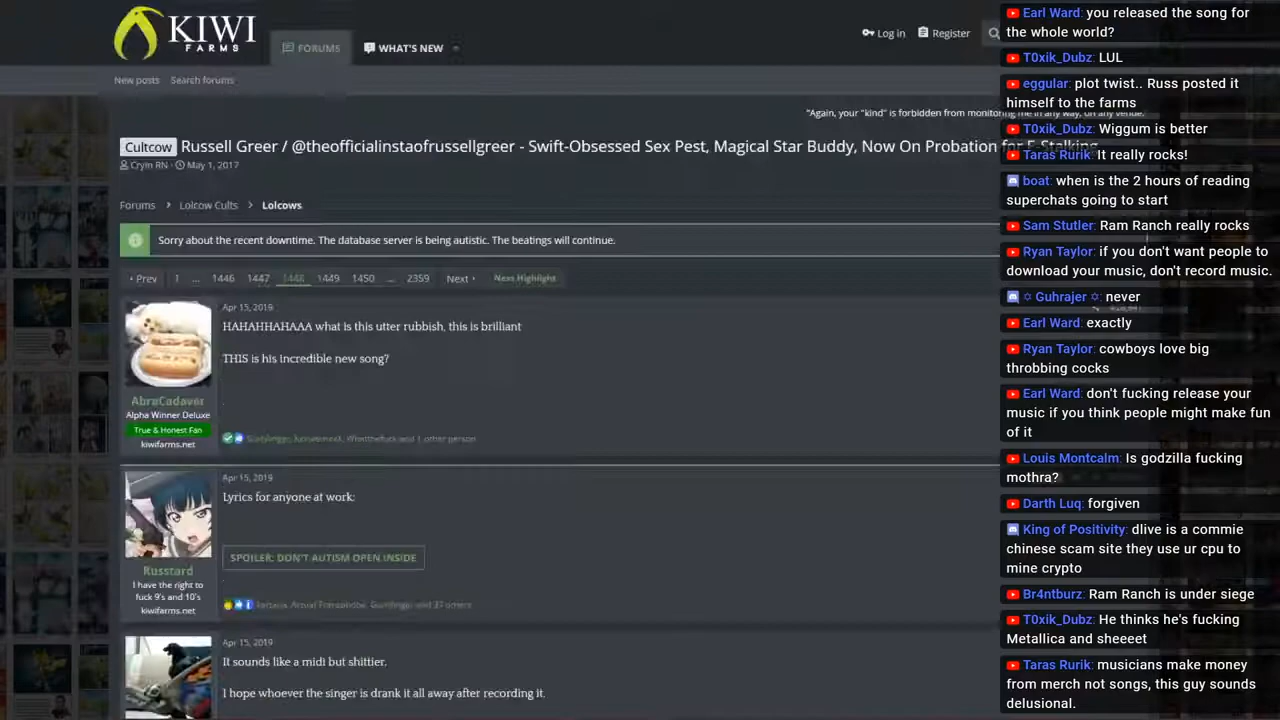 KIWI
FARMS
FORUMS
WHAT'S NEW
Log in
Register
New posts
Search forums
"Again, your "kind" is forbidden from monitoring me in any way, on any venue."
Cultcow Russell Greer / @theofficialinstaofrussellgreer - Swift-Obsessed Sex Pest, Magical Star Buddy, Now On Probation for E-Stalking
Crym RN · May 1, 2017
Forums > Lolcow Cults > Lolcows
Sorry about the recent downtime. The database server is being autistic. The beatings will continue.
Prev 1 ... 1446 1447 1448 1449 1450 ... 2359 Next Next Highlight
Apr 15, 2019
HAHAHHAHAAA what is this utter rubbish, this is brilliant
THIS is his incredible new song?
AbraCadaver
Alpha Winner Deluxe
True & Honest Fan
kiwifarms.net
and 1 other person
Apr 15, 2019
Lyrics for anyone at work:
SPOILER: DON'T AUTISM OPEN INSIDE
Russtard
I have the right to
fuck 9's and 10's
kiwifarms.net
and 37 others
Apr 15, 2019
It sounds like a midi but shittier.
I hope whoever the singer is drank it all away after recording it.
Earl Ward: you released the song for
the whole world?
T0xik_Dubz: LUL
eggular: plot twist.. Russ posted it
himself to the farms
T0xik_Dubz: Wiggum is better
Taras Rurik: It really rocks!
boat: when is the 2 hours of reading
superchats going to start
Sam Stutler: Ram Ranch really rocks
Ryan Taylor: if you don't want people to
download your music, don't record music.
✡ Guhrajer ✡: never
Earl Ward: exactly
Ryan Taylor: cowboys love big
throbbing cocks
Earl Ward: don't fucking release your
music if you think people might make fun
of it
Louis Montcalm: Is godzilla fucking
mothra?
Darth Luq: forgiven
King of Positivity: dlive is a commie
chinese scam site they use ur cpu to
mine crypto
Br4ntburz: Ram Ranch is under siege
T0xik_Dubz: He thinks he's fucking
Metallica and sheeeet
Taras Rurik: musicians make money
from merch not songs, this guy sounds
delusional.